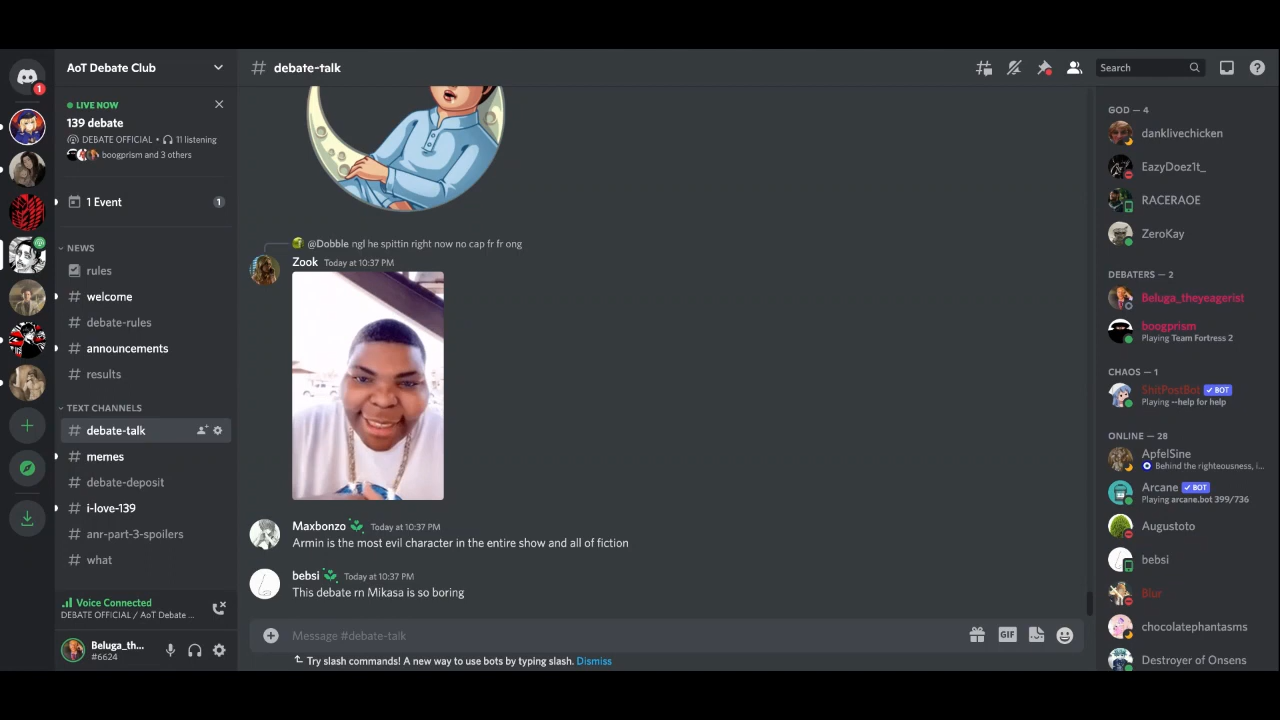 1
AoT Debate Club
LIVE NOW
139 debate
DEBATE OFFICIAL • 11 listening
boogprism and 3 others
1 Event
1
NEWS
rules
welcome
debate-rules
announcements
results
TEXT CHANNELS
debate-talk
memes
debate-deposit
i-love-139
anr-part-3-spoilers
what
Voice Connected
DEBATE OFFICIAL / AoT Debate ...
Beluga_th...
#6624
# debate-talk
Search
@Dobble ngl he spittin right now no cap fr fr ong
Zook Today at 10:37 PM
Maxbonzo Today at 10:37 PM
Armin is the most evil character in the entire show and all of fiction
bebsi Today at 10:37 PM
This debate rn Mikasa is so boring
Message #debate-talk
GIF
Try slash commands! A new way to use bots by typing slash. Dismiss
GOD — 4
danklivechicken
EazyDoez1t_
RACERAOE
ZeroKay
DEBATERS — 2
Beluga_theyeagerist
boogprism
Playing Team Fortress 2
CHAOS — 1
ShitPostBot ✓ BOT
Playing --help for help
ONLINE — 28
ApfelSine
Behind the righteousness, i...
Arcane ✓ BOT
Playing arcane.bot 399/736
Augustoto
bebsi
Blur
chocolatephantasms
Destroyer of Onsens